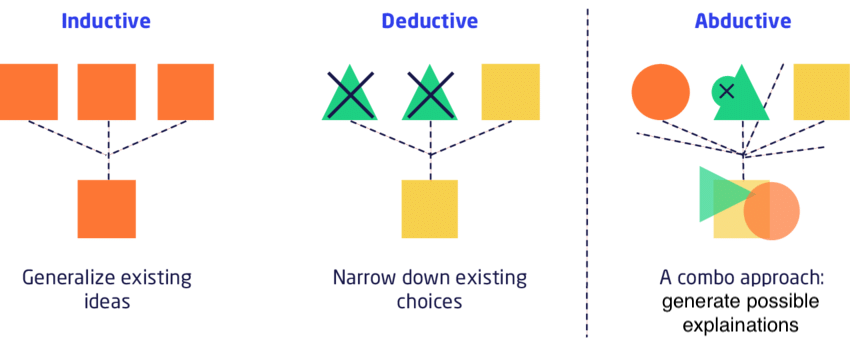 Inductive
Deductive
Abductive
Generalize existing
ideas
Narrow down existing
choices
A combo approach:
generate possible
explainations